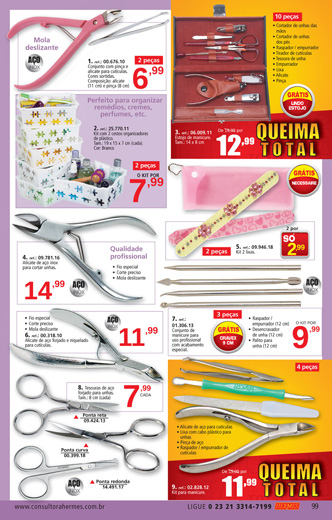 Mola
deslizante
AÇO
INOX
1. ref.: 00.676.10
Conjunto com pinça e
alicate para cutículas.
Cores sortidas.
Composição: alicate
(11 cm) e pinça (8 cm)
2 peças
6,99
Perfeito para organizar
remédios, cremes,
perfumes, etc.
2. ref.: 25.770.11
Kit com 2 cestos organizadores
de plástico.
Tam.: 19 x 15 x 7 cm (cada).
Cor: Branco
2 peças
O KIT POR
7,99
10 peças
• Cortador de unhas das
mãos
• Cortador de unhas
dos pés
• Raspador / empurrador
• Tirador de cutículas
• Tesoura de unha
• Empurrador
• Lixa
• Alicate
• Pinça
GRÁTIS
LINDO
ESTOJO
3. ref.: 06.009.11
Estojo de manicure.
Tam.: 14 x 8 cm
12,99
QUEIMA
TOTAL
GRÁTIS
NECESSAIRE
2 peças
5. ref.: 09.946.18
Kit 2 lixas.
2 por
SÓ
2,99
4. ref.: 09.781.16
Alicate de aço inox
para cortar unhas.
14,99
AÇO
INOX
Qualidade
profissional
• Fio especial
• Corte preciso
• Mola deslizante
• Fio especial
• Corte preciso
• Mola deslizante
6. ref.: 00.318.10
Alicate de aço forjado e niquelado
para cutículas.
11,99
AÇO
INOX
7. ref.:
01.306.13
Conjunto de
manicure para
uso profissional
com acabamento
especial.
3 peças
GRÁTIS
• Raspador /
empurrador (12 cm)
• Desencravador
de unha (12 cm)
• Palito para
unha (12 cm)
O KIT POR
9,99
8. Tesouras de aço
forjado para unhas.
Tam.: 8 cm (cada)
7,99
CADA
▲ Ponta reta
09.424.13
Ponta curva
00.399.18
▲ Ponta redonda
14.491.17
AÇO
INOX
4 peças
• Alicate de aço para cutículas
• Lixa com cabo plástico para
unhas
• Pinça de aço
• Raspador / empurrador de
cutículas
9. ref.: 02.828.12
Kit para manicure.
11,99
QUEIMA
TOTAL
www.consultorahermes.com.br
LIGUE 0 23 21 3314-7199
99